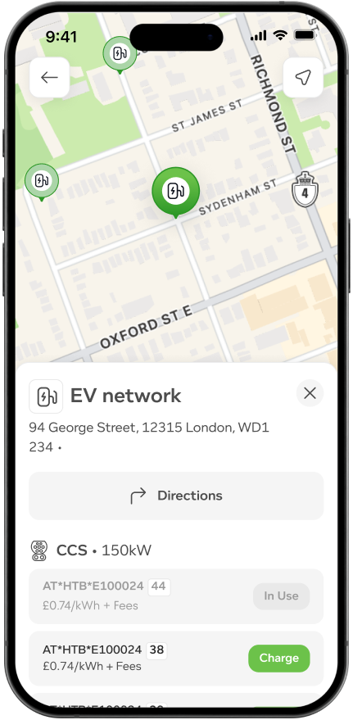 9:41
ST JAMES ST
RICHMOND ST
4
SYDENHAM ST
OXFORD ST E
EV network
94 George Street, 12315 London, WD1
234 •
Directions
CCS • 150kW
AT*HTB*E100024 44
£0.74/kWh + Fees
In Use
AT*HTB*E100024 38
£0.74/kWh + Fees
Charge